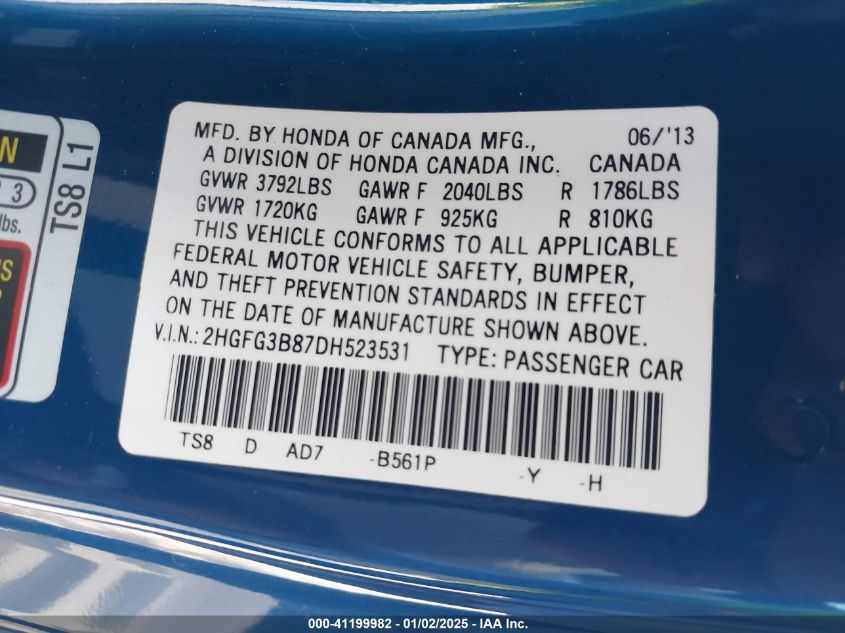 N
2 3
lbs.
TS8 L1
MFD. BY HONDA OF CANADA MFG., 06/'13
A DIVISION OF HONDA CANADA INC. CANADA
GVWR 3792LBS GAWR F 2040LBS R 1786LBS
GVWR 1720KG GAWR F 925KG R 810KG
THIS VEHICLE CONFORMS TO ALL APPLICABLE
FEDERAL MOTOR VEHICLE SAFETY, BUMPER,
AND THEFT PREVENTION STANDARDS IN EFFECT
ON THE DATE OF MANUFACTURE SHOWN ABOVE.
V.I.N.: 2HGFG3B87DH523531 TYPE: PASSENGER CAR
TS8 D AD7 -B561P -Y -H
000-41199982 - 01/02/2025 - IAA Inc.